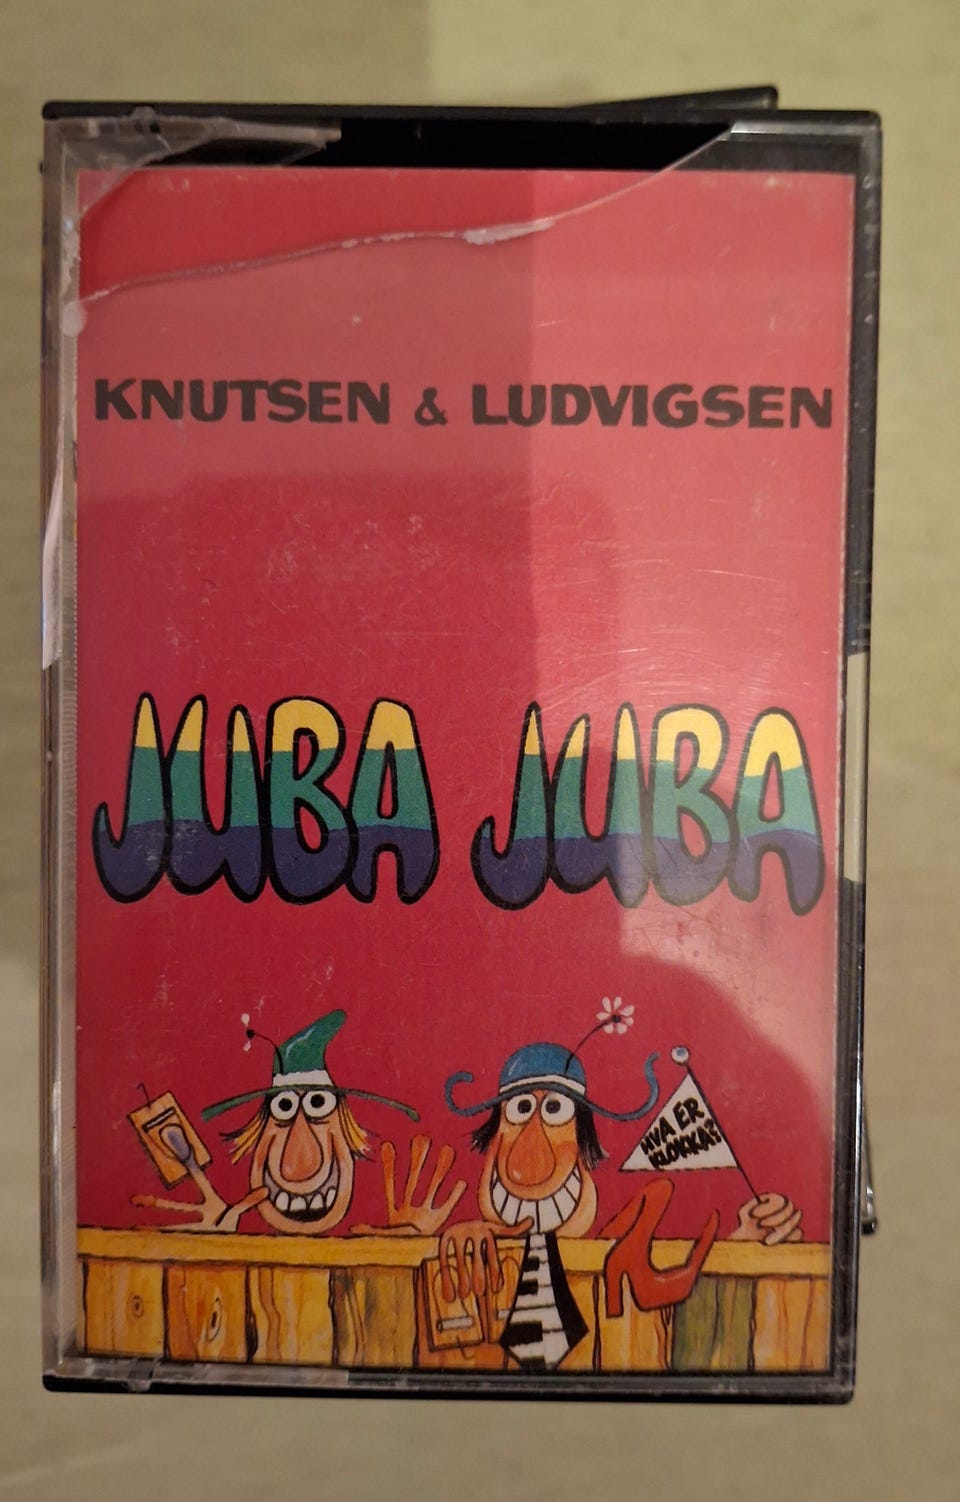 KNUTSEN & LUDVIGSEN
JUBA JUBA
HVA ER
KLOKKA?